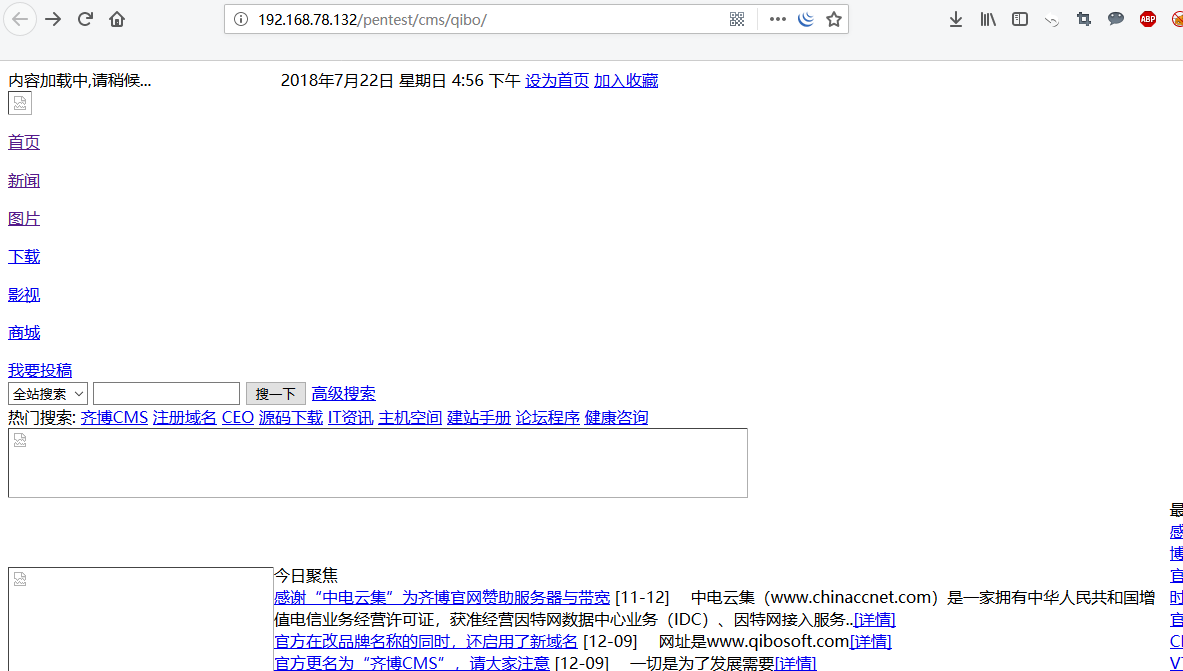 192.168.78.132/pentest/cms/qibo/
ABP
内容加载中,请稍候... 2018年7月22日 星期日 4:56 下午 设为首页 加入收藏
首页
新闻
图片
下载
影视
商城
我要投稿
全站搜索 搜一下 高级搜索
热门搜索: 齐博CMS 注册域名 CEO 源码下载 IT资讯 主机空间 建站手册 论坛程序 健康咨询
最
感
博
官
时
官
今日聚焦
感谢“中电云集”为齐博官网赞助服务器与带宽 [11-12] 中电云集（www.chinaccnet.com）是一家拥有中华人民共和国增
值电信业务经营许可证，获准经营因特网数据中心业务（IDC）、因特网接入服务..[详情]
官方在改品牌名称的同时，还启用了新域名 [12-09] 网址是www.qibosoft.com[详情]
官方更名为“齐博CMS”，请大家注意 [12-09] 一切是为了发展需要[详情]